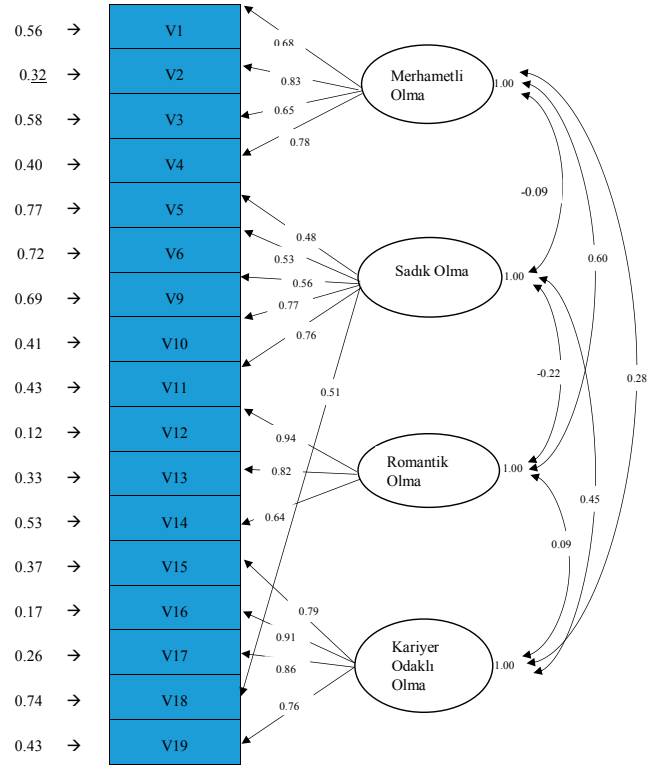 0.56 → V1
0.32 → V2
0.58 → V3
0.40 → V4
0.77 → V5
0.72 → V6
0.69 → V9
0.41 → V10
0.43 → V11
0.12 → V12
0.33 → V13
0.53 → V14
0.37 → V15
0.17 → V16
0.26 → V17
0.74 → V18
0.43 → V19
0.68
0.83
0.65
0.78
0.48
0.53
0.56
0.77
0.76
0.51
0.94
0.82
0.64
0.79
0.91
0.86
0.76
Merhametli
Olma
1.00
Sadık Olma
1.00
Romantik
Olma
1.00
Kariyer
Odaklı
Olma
1.00
-0.09
0.60
-0.22
0.28
0.45
0.09